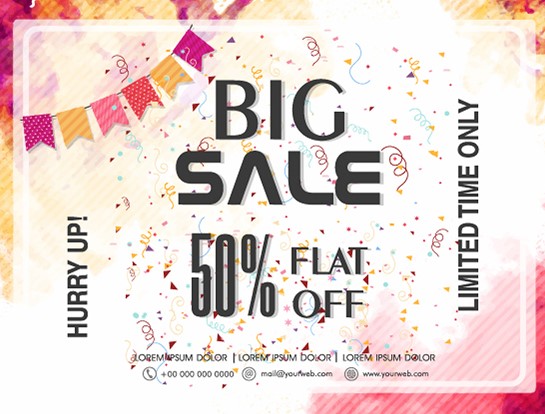 BIG
SALE
50% FLAT
OFF
HURRY UP!
LIMITED TIME ONLY
LOREM IPSUM DOLOR | LOREM IPSUM DOLOR | LOREM IPSUM DOLOR
+00 000 000 0000 mail@yourweb.com www.yourweb.com